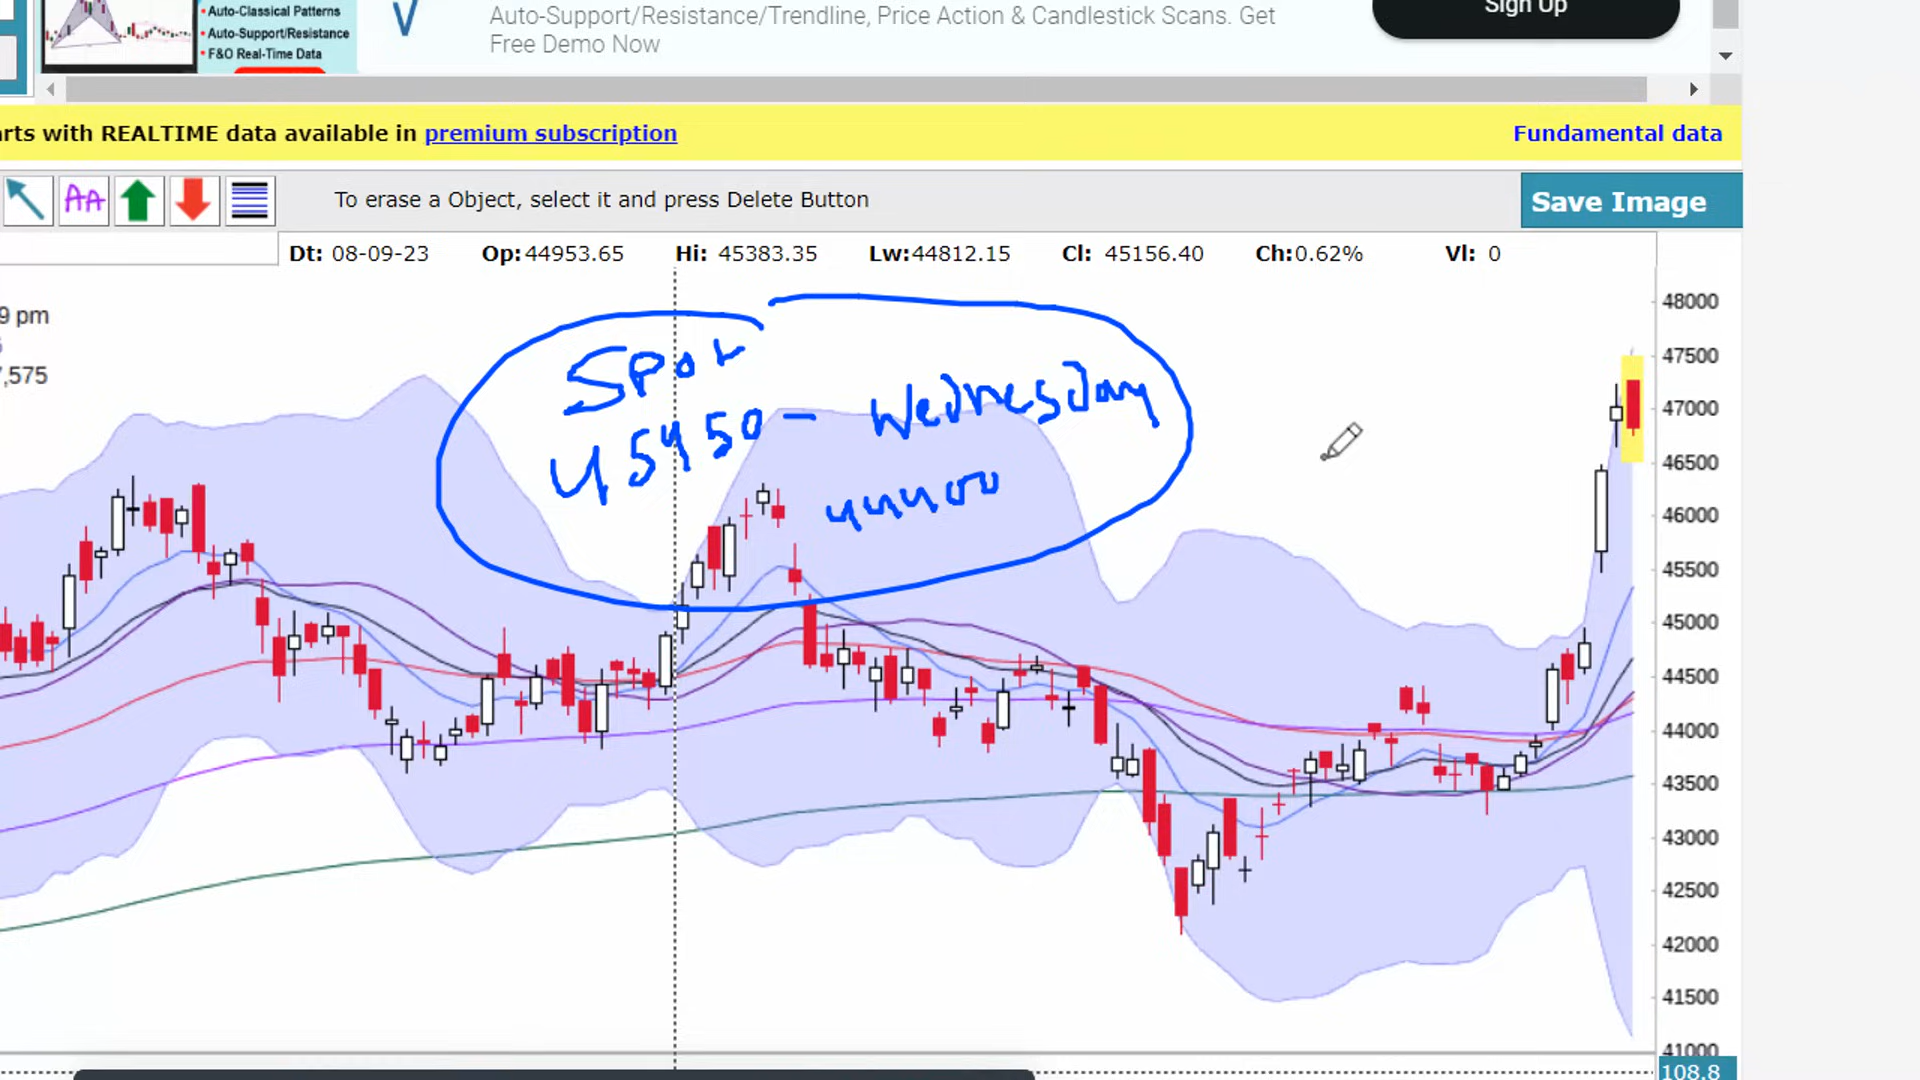 • Auto-Classical Patterns
• Auto-Support/Resistance
• F&O Real-Time Data
Auto-Support/Resistance/Trendline, Price Action & Candlestick Scans. Get
Free Demo Now
Sign Up
arts with REALTIME data available in premium subscription
Fundamental data
AA
To erase a Object, select it and press Delete Button
Save Image
Dt: 08-09-23 Op:44953.65 Hi: 45383.35 Lw:44812.15 Cl: 45156.40 Ch:0.62% Vl: 0
9 pm
7,575
Spot
45450 - Wednesday
44400
48000
47500
47000
46500
46000
45500
45000
44500
44000
43500
43000
42500
42000
41500
41000
108.8